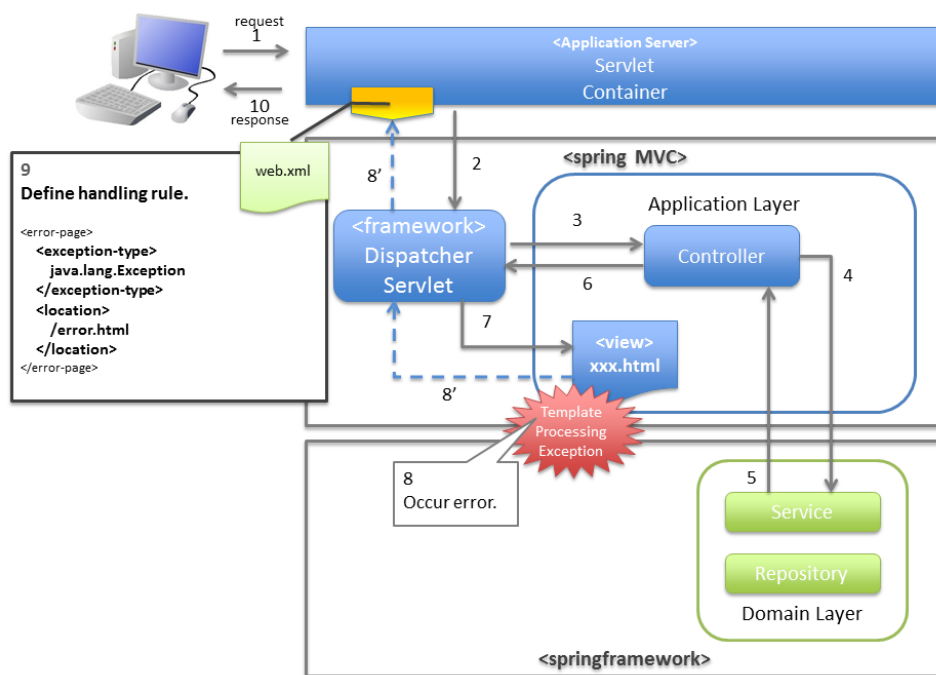 request
1
10
response
<Application Server>
Servlet
Container
9
Define handling rule.
<error-page>
<exception-type>
java.lang.Exception
</exception-type>
<location>
/error.html
</location>
</error-page>
web.xml
8’
2
<spring MVC>
<framework>
Dispatcher
Servlet
3
6
Application Layer
Controller
4
7
<view>
xxx.html
8’
Template
Processing
Exception
8
Occur error.
5
Service
Repository
Domain Layer
<springframework>